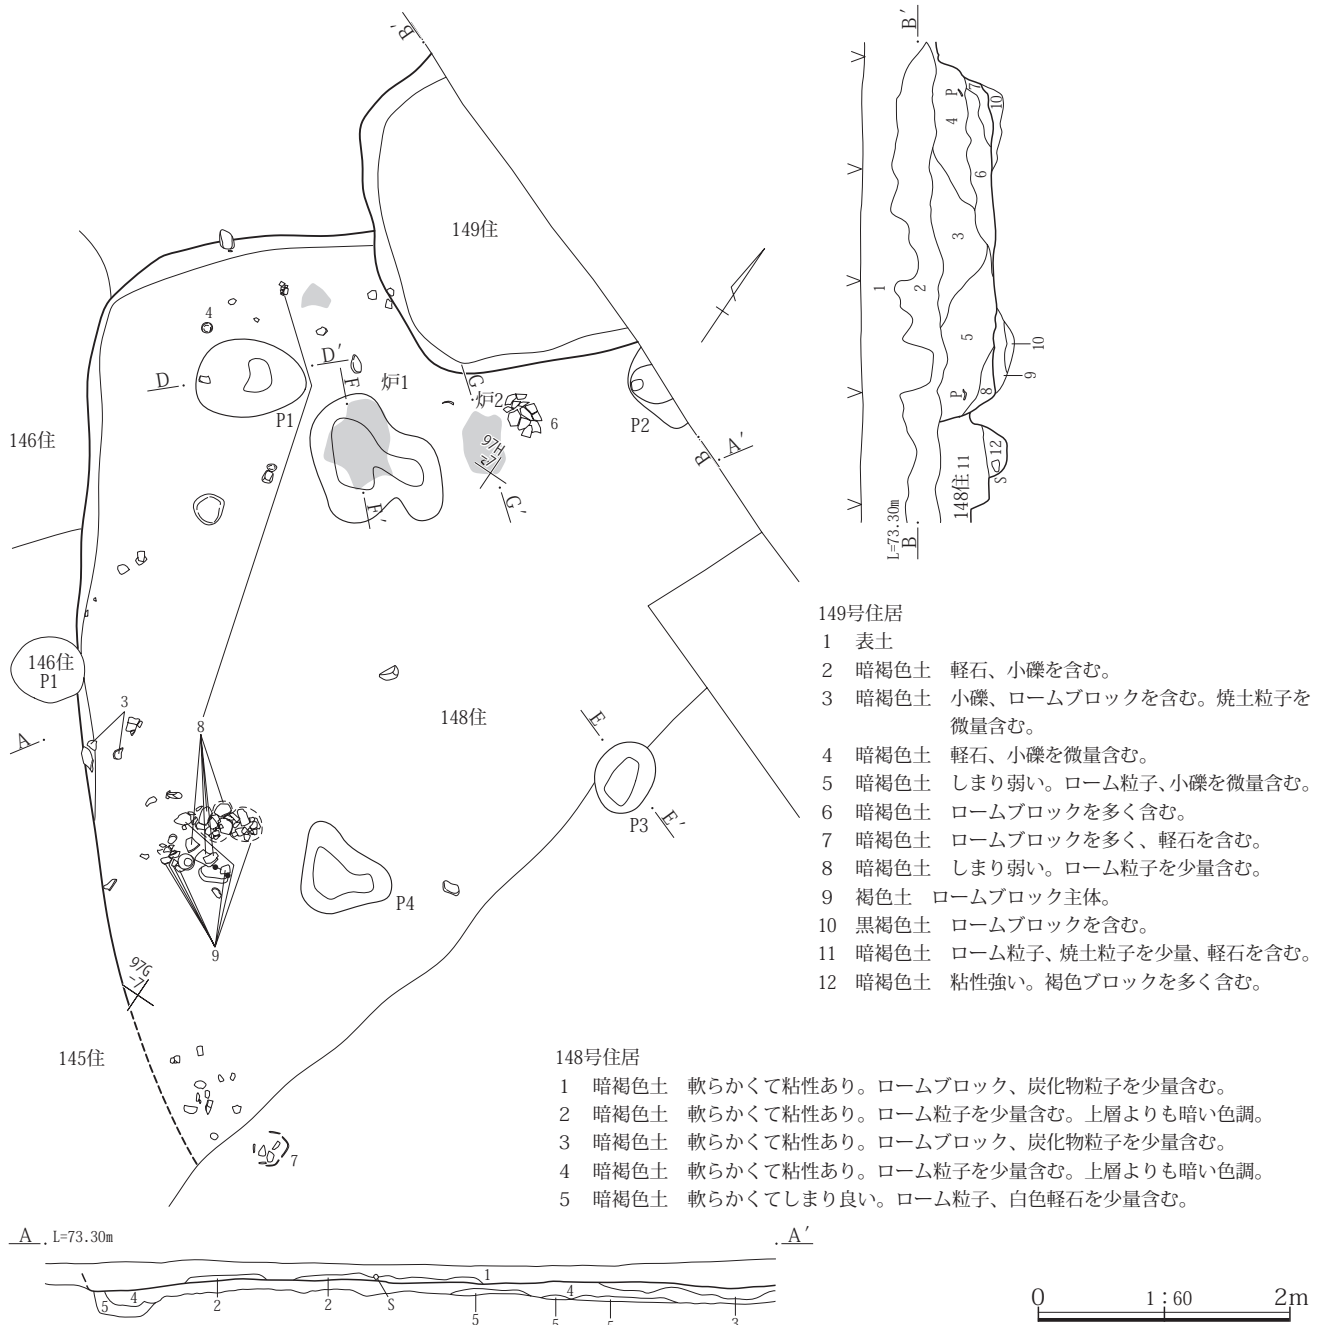 B′
B′
149住
4
D
D′
P1
F
炉1
G
炉2
6
P2
146住
97H
-7
B
A′
F′
G′
146住
P1
3
A
8
148住
E
P3
E′
P4
9
97G
-7
145住
7
P
4
7
10
6
3
1
2
5
10
9
8
P
12
S
11
148住
L=73.30m
B
149号住居
1 表土
2 暗褐色土 軽石、小礫を含む。
3 暗褐色土 小礫、ロームブロックを含む。焼土粒子を
微量含む。
4 暗褐色土 軽石、小礫を微量含む。
5 暗褐色土 しまり弱い。ローム粒子、小礫を微量含む。
6 暗褐色土 ロームブロックを多く含む。
7 暗褐色土 ロームブロックを多く、軽石を含む。
8 暗褐色土 しまり弱い。ローム粒子を少量含む。
9 褐色土 ロームブロック主体。
10 黒褐色土 ロームブロックを含む。
11 暗褐色土 ローム粒子、焼土粒子を少量、軽石を含む。
12 暗褐色土 粘性強い。褐色ブロックを多く含む。
148号住居
1 暗褐色土 軟らかくて粘性あり。ロームブロック、炭化物粒子を少量含む。
2 暗褐色土 軟らかくて粘性あり。ローム粒子を少量含む。上層よりも暗い色調。
3 暗褐色土 軟らかくて粘性あり。ロームブロック、炭化物粒子を少量含む。
4 暗褐色土 軟らかくて粘性あり。ローム粒子を少量含む。上層よりも暗い色調。
5 暗褐色土 軟らかくてしまり良い。ローム粒子、白色軽石を少量含む。
A L=73.30m
A′
1
5
4
2
2
S
5
4
5
5
3
0 1:60 2m